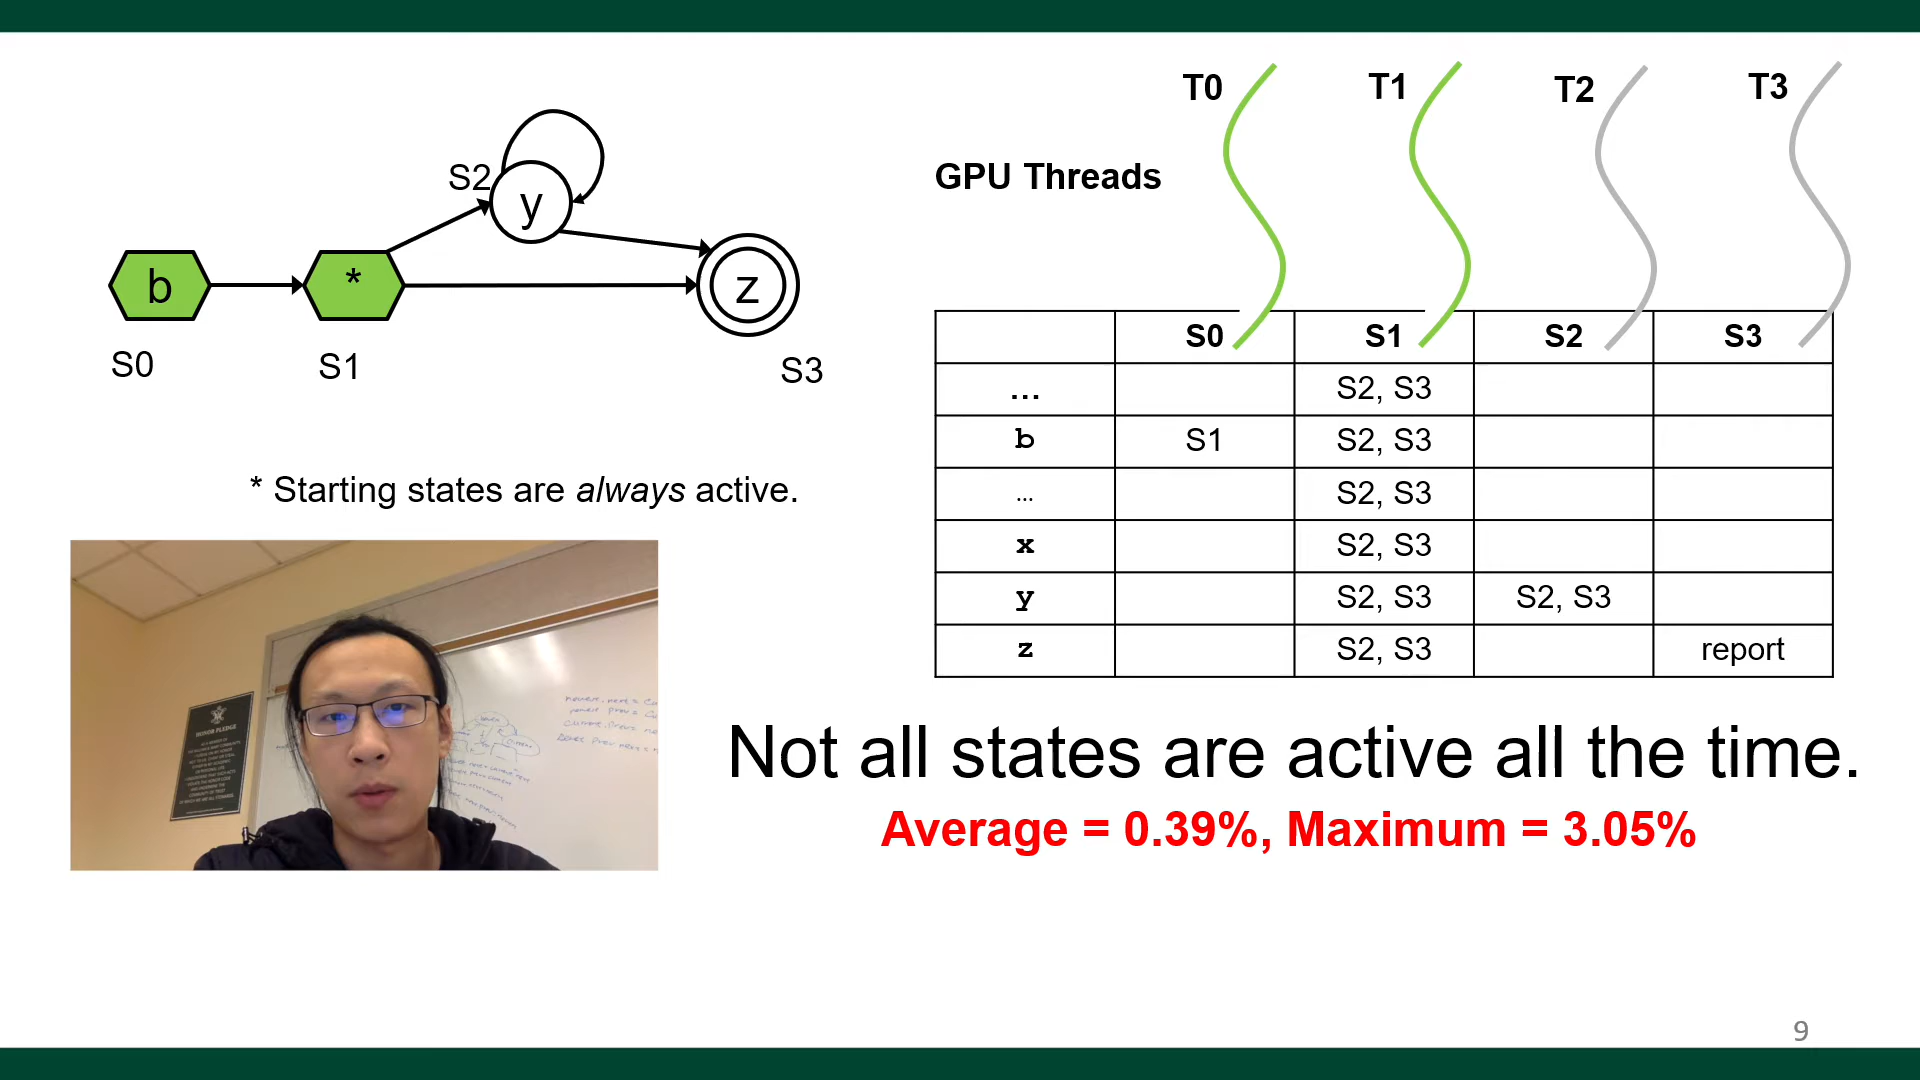 T0 T1 T2 T3
GPU Threads
S2
y
b * z
S0 S1 S3
* Starting states are always active.
S0 S1 S2 S3
... S2, S3
b S1 S2, S3
... S2, S3
x S2, S3
y S2, S3 S2, S3
z S2, S3 report
HONOR PLEDGE
Not all states are active all the time.
Average = 0.39%, Maximum = 3.05%
9